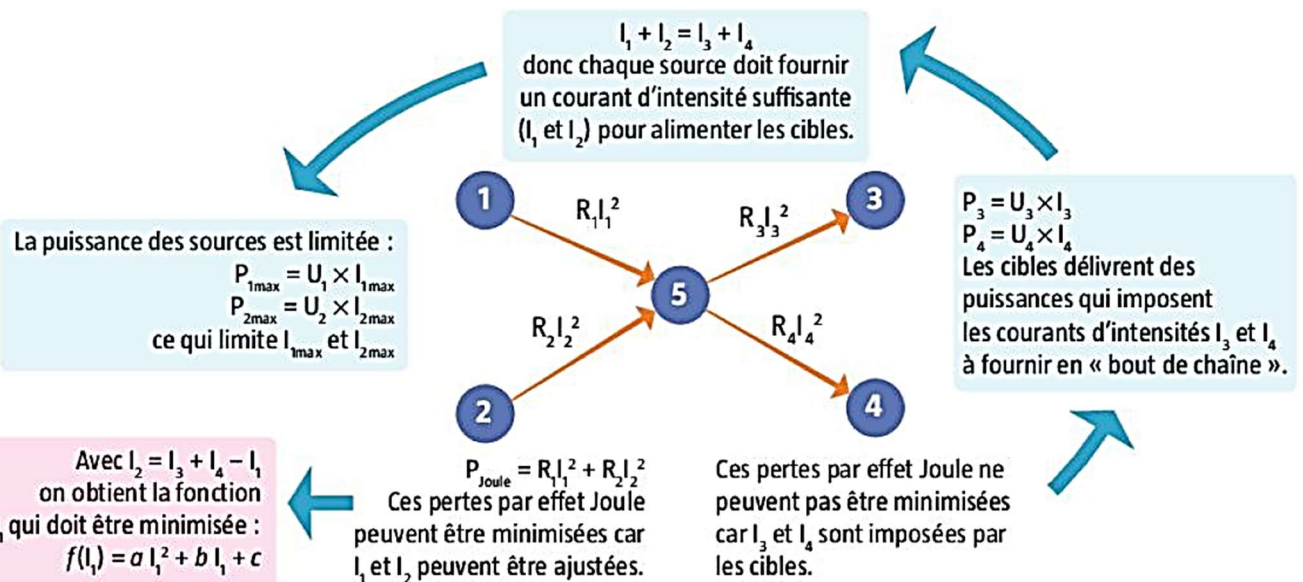 I₁ + I₂ = I₃ + I₄
donc chaque source doit fournir
un courant d'intensité suffisante
(I₁ et I₂) pour alimenter les cibles.
La puissance des sources est limitée :
P₁max = U₁ × I₁max
P₂max = U₂ × I₂max
ce qui limite I₁max et I₂max
1
R₁I₁²
R₃I₃²
3
5
R₂I₂²
R₄I₄²
2
4
P₃ = U₃ × I₃
P₄ = U₄ × I₄
Les cibles délivrent des
puissances qui imposent
les courants d'intensités I₃ et I₄
à fournir en « bout de chaîne ».
Avec I₂ = I₃ + I₄ – I₁
on obtient la fonction
qui doit être minimisée :
f(I₁) = a I₁² + b I₁ + c
P_Joule = R₁I₁² + R₂I₂²
Ces pertes par effet Joule
peuvent être minimisées car
I₁ et I₂ peuvent être ajustées.
Ces pertes par effet Joule ne
peuvent pas être minimisées
car I₃ et I₄ sont imposées par
les cibles.